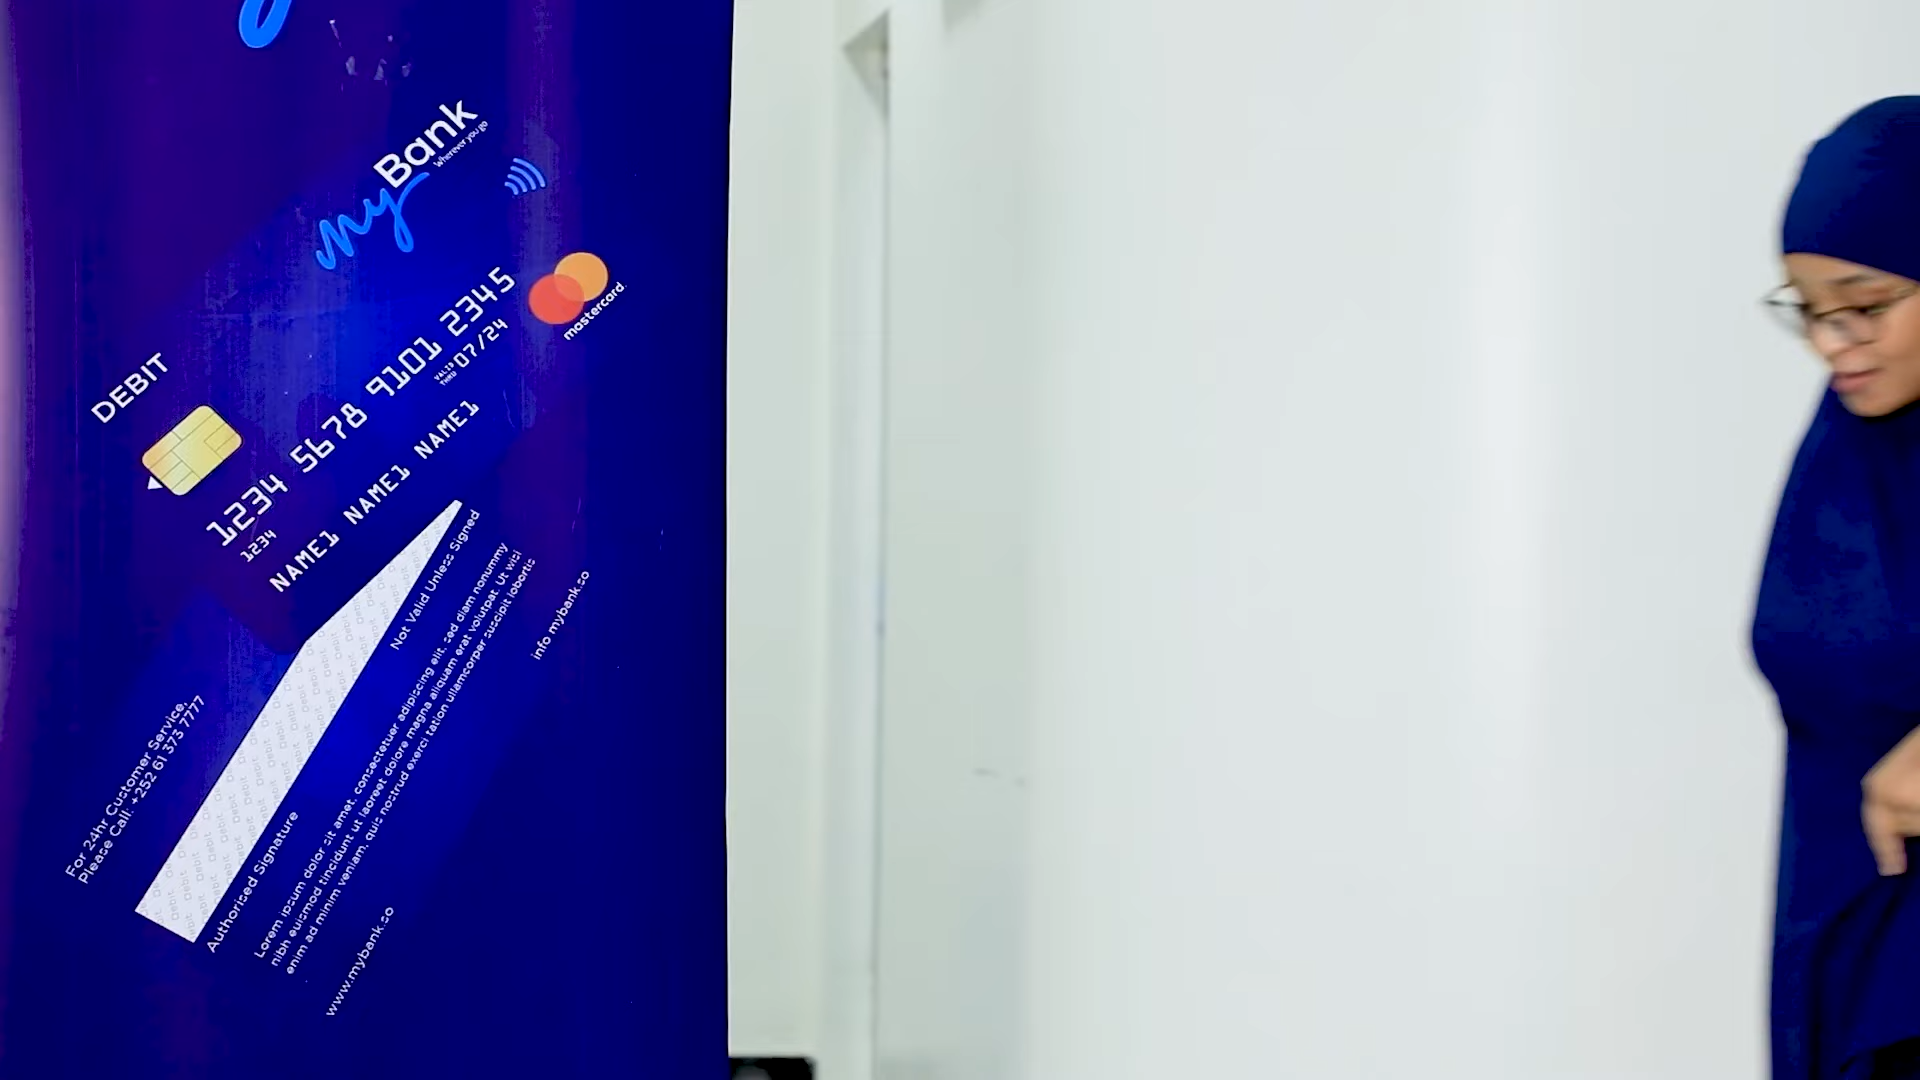 my Bank
Wherever you go
DEBIT
1234 5678 9101 2345
1234
VALID THRU 07/24
NAME1 NAME1 NAME1
mastercard.
For 24hr Customer Service,
Please Call: +252 61 373 7777
Not Valid Unless Signed
Authorised Signature
Lorem ipsum dolor sit amet, consectetuer adipiscing elit, sed diam nonummy
nibh euismod tincidunt ut laoreet dolore magna aliquam erat volutpat. Ut wisi
enim ad minim veniam, quis nostrud exerci tation ullamcorper suscipit lobortis
www.mybank.so
info mybank.so